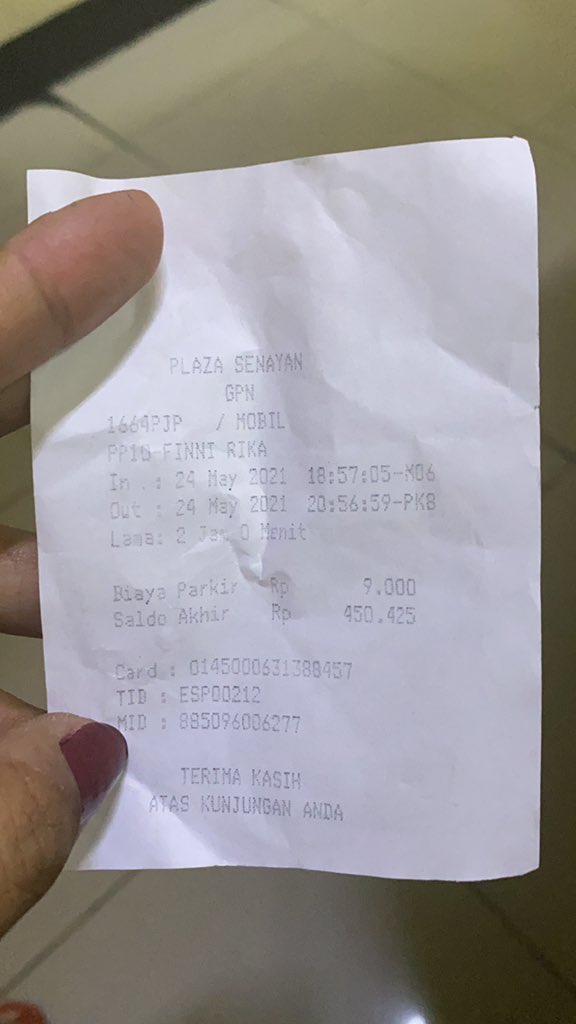 PLAZA SENAYAN
GPN
1664PJP / MOBIL
PP10-FINNI RIKA
In : 24 May 2021 18:57:05-M06
Out : 24 May 2021 20:56:59-PK8
Lama: 2 Jam 0 Menit
Biaya Parkir Rp 9.000
Saldo Akhir Rp 450.425
Card : 0145000631388457
TID : ESP00212
MID : 885096006277
TERIMA KASIH
ATAS KUNJUNGAN ANDA